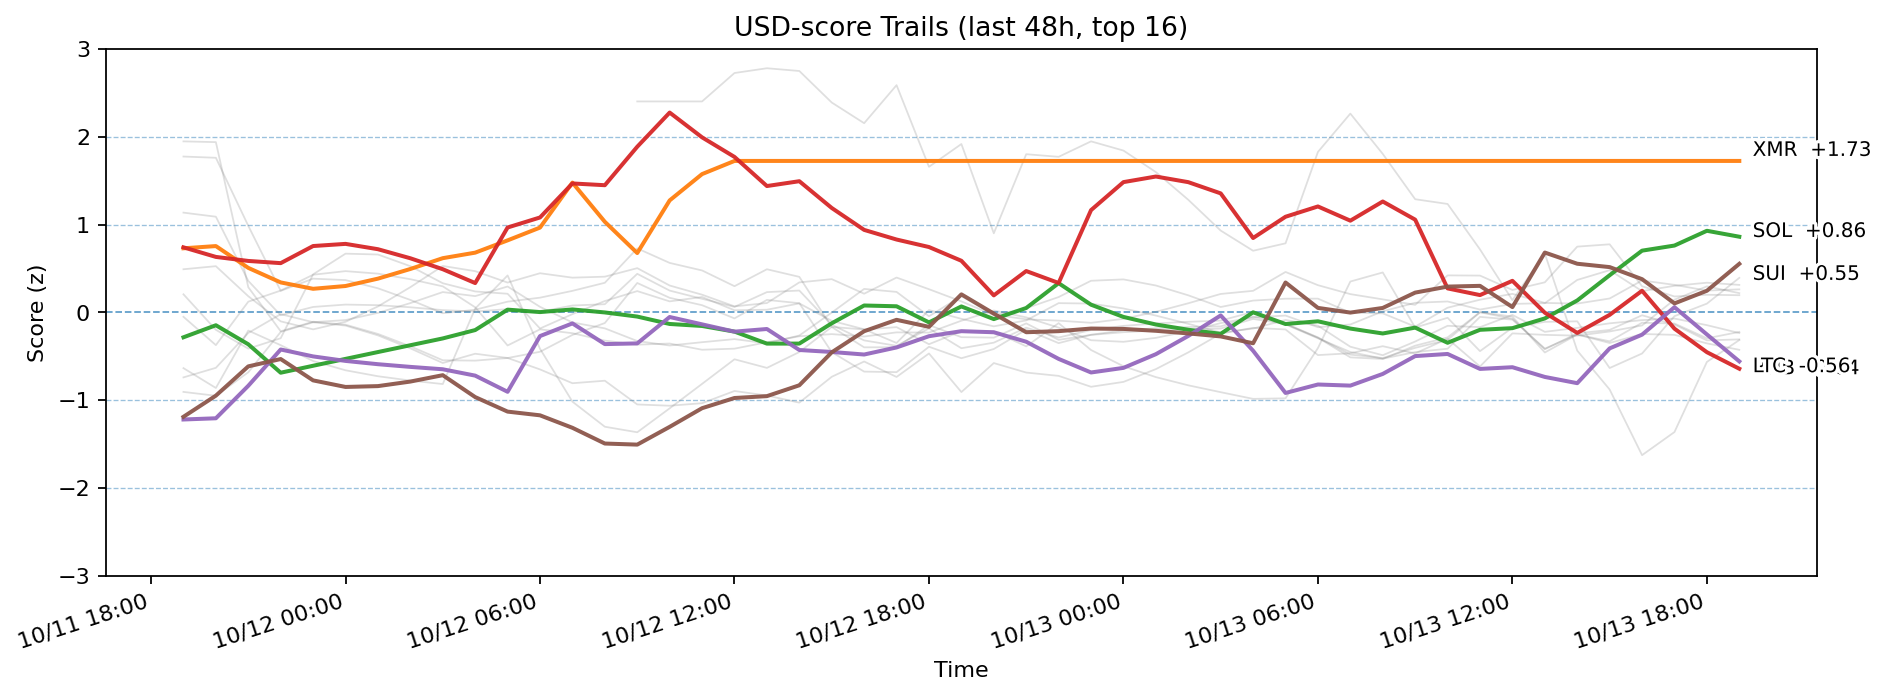 USD-score Trails (last 48h, top 16)
3
2
1
0
−1
−2
−3
Score (z)
XMR +1.73
SOL +0.86
SUI +0.55
LTC
10/11 18:00
10/12 00:00
10/12 06:00
10/12 12:00
10/12 18:00
10/13 00:00
10/13 06:00
10/13 12:00
10/13 18:00
Time